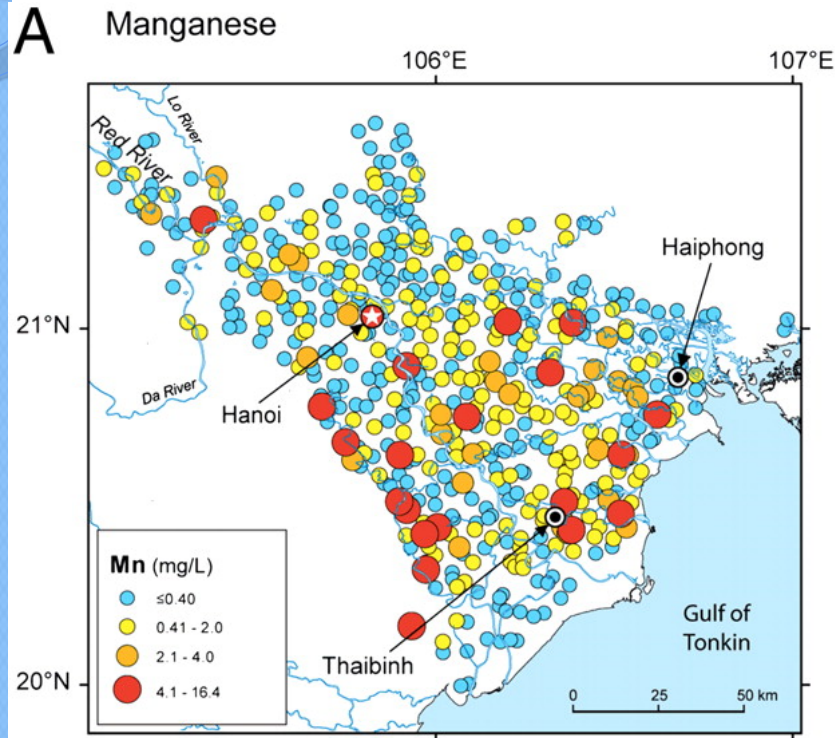 A
Manganese
106°E
107°E
Lo River
Red River
Haiphong
21°N
Da River
Hanoi
Mn (mg/L)
≤0.40
0.41 - 2.0
2.1 - 4.0
4.1 - 16.4
Gulf of
Tonkin
Thaibinh
20°N
0 25 50 km